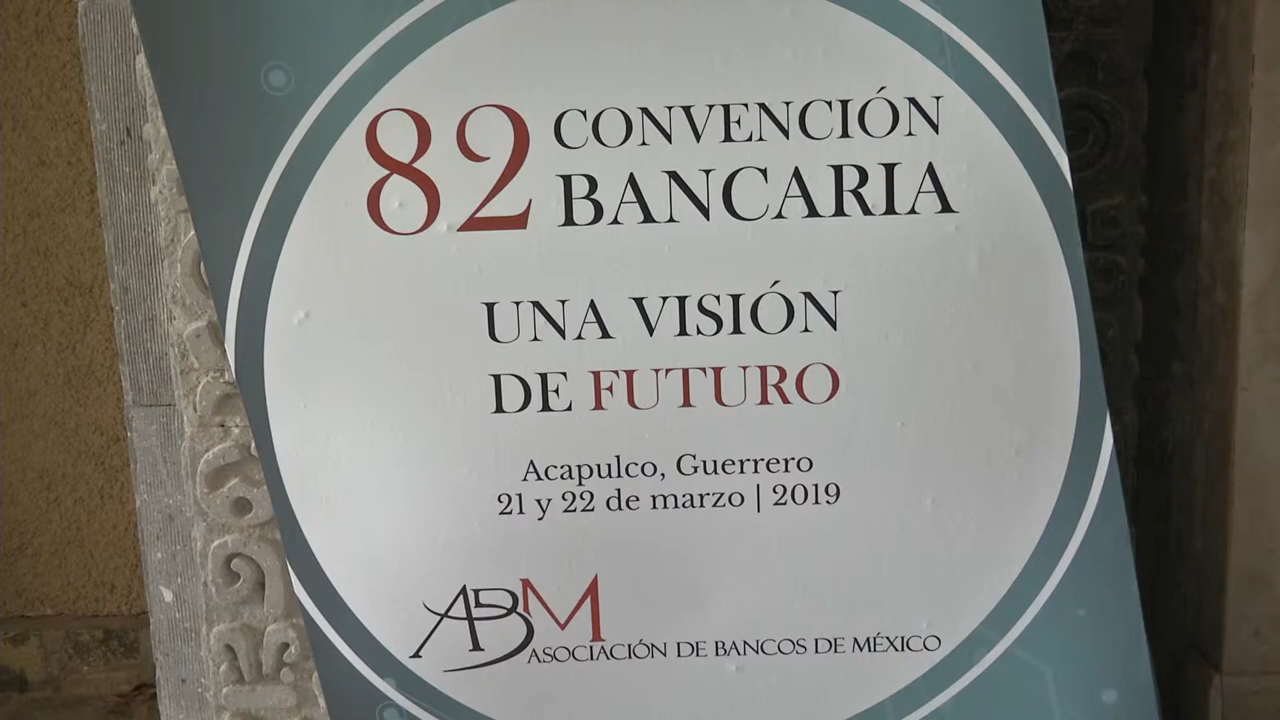 82 CONVENCIÓN
BANCARIA
UNA VISIÓN
DE FUTURO
Acapulco, Guerrero
21 y 22 de marzo | 2019
ABM
ASOCIACIÓN DE BANCOS DE MÉXICO